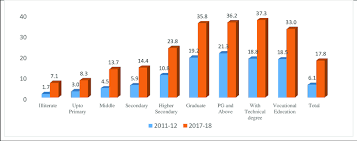 40
30
20
10
0
1.7
7.1
3.0
8.3
4.5
13.7
5.9
14.4
10.8
23.8
19.2
35.8
21.3
36.2
18.8
37.3
18.5
33.0
6.1
17.8
Illiterate
Upto Primary
Middle
Secondary
Higher Secondary
Graduate
PG and Above
With Technical degree
Vocational Education
Total
2011-12
2017-18